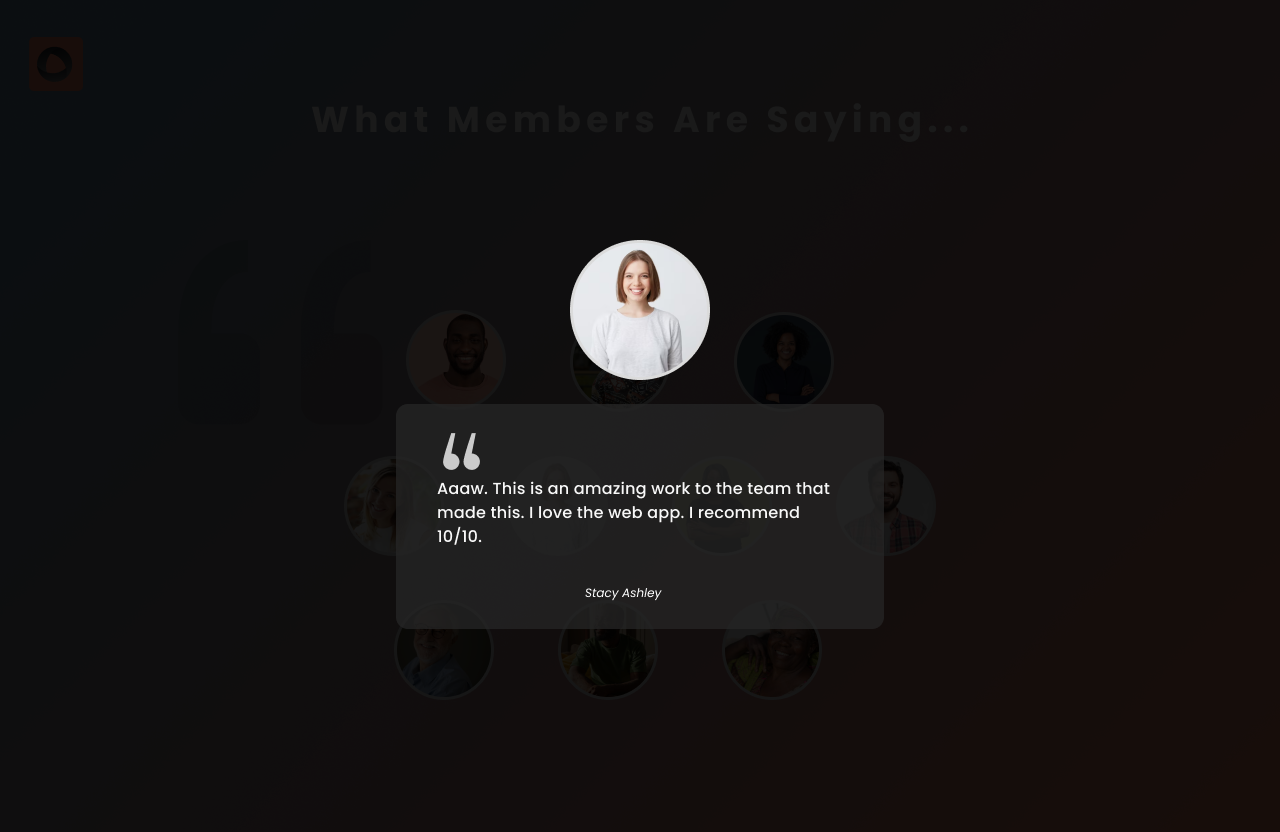 What Members Are Saying...
Aaaw. This is an amazing work to the team that
made this. I love the web app. I recommend
10/10.
Stacy Ashley